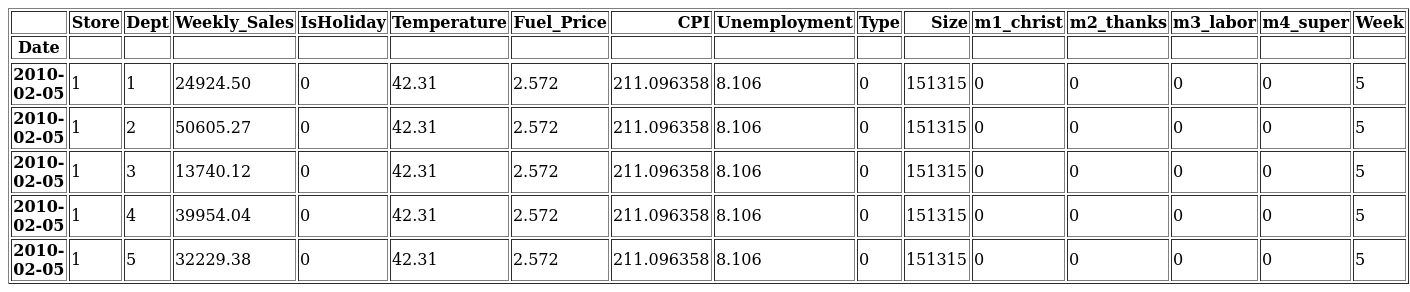 Store Dept Weekly_Sales IsHoliday Temperature Fuel_Price CPI Unemployment Type Size m1_christ m2_thanks m3_labor m4_super Week
Date
2010-
02-05 1 1 24924.50 0 42.31 2.572 211.096358 8.106 0 151315 0 0 0 0 5
2010-
02-05 1 2 50605.27 0 42.31 2.572 211.096358 8.106 0 151315 0 0 0 0 5
2010-
02-05 1 3 13740.12 0 42.31 2.572 211.096358 8.106 0 151315 0 0 0 0 5
2010-
02-05 1 4 39954.04 0 42.31 2.572 211.096358 8.106 0 151315 0 0 0 0 5
2010-
02-05 1 5 32229.38 0 42.31 2.572 211.096358 8.106 0 151315 0 0 0 0 5